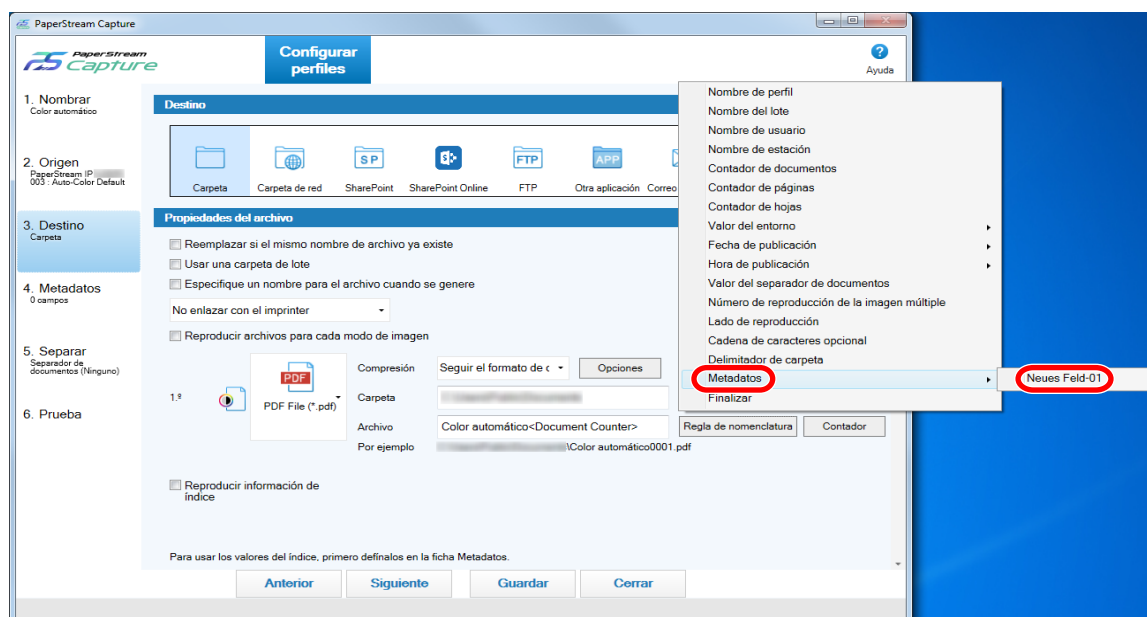 PaperStream Capture
PaperStream
Capture
Configurar
perfiles
Ayuda
1. Nombrar
Color automático
2. Origen
PaperStream IP
003 : Auto-Color Default
3. Destino
Carpeta
4. Metadatos
0 campos
5. Separar
Separador de
documentos (Ninguno)
6. Prueba
Destino
Carpeta
Carpeta de red
SP
SharePoint
SharePoint Online
FTP
FTP
APP
Otra aplicación
Correo
Propiedades del archivo
Reemplazar si el mismo nombre de archivo ya existe
Usar una carpeta de lote
Especifique un nombre para el archivo cuando se genere
No enlazar con el imprinter
Reproducir archivos para cada modo de imagen
1.º
PDF
PDF File (*.pdf)
Compresión
Seguir el formato de c
Opciones
Carpeta
Archivo
Color automático<Document Counter>
Regla de nomenclatura
Contador
Por ejemplo
\Color automático0001.pdf
Reproducir información de
índice
Para usar los valores del índice, primero defínalos en la ficha Metadatos.
Anterior
Siguiente
Guardar
Cerrar
Nombre de perfil
Nombre del lote
Nombre de usuario
Nombre de estación
Contador de documentos
Contador de páginas
Contador de hojas
Valor del entorno
Fecha de publicación
Hora de publicación
Valor del separador de documentos
Número de reproducción de la imagen múltiple
Lado de reproducción
Cadena de caracteres opcional
Delimitador de carpeta
Metadatos
Neues Feld-01
Finalizar